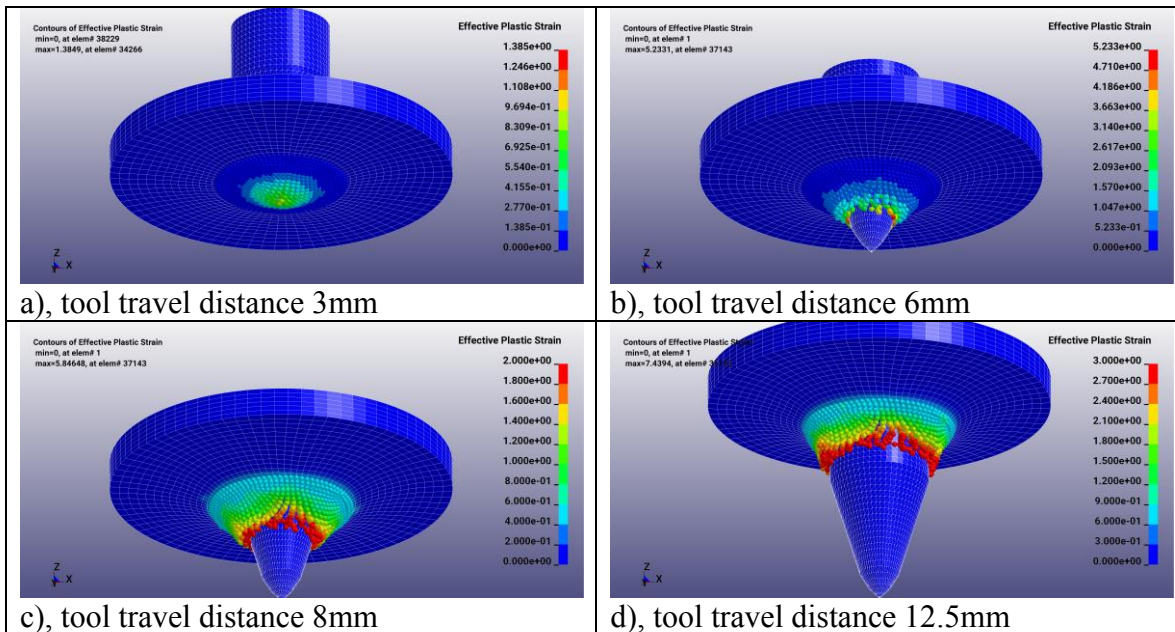 Contours of Effective Plastic Strain
min=0, at elem# 38229
max=1.3849, at elem# 34266
Effective Plastic Strain
1.385e+00
1.246e+00
1.108e+00
9.694e-01
8.309e-01
6.925e-01
5.540e-01
4.155e-01
2.770e-01
1.385e-01
0.000e+00
Z
X
a), tool travel distance 3mm
Contours of Effective Plastic Strain
min=0, at elem# 1
max=5.2331, at elem# 37143
Effective Plastic Strain
5.233e+00
4.710e+00
4.186e+00
3.663e+00
3.140e+00
2.617e+00
2.093e+00
1.570e+00
1.047e+00
5.233e-01
0.000e+00
Z
X
b), tool travel distance 6mm
Contours of Effective Plastic Strain
min=0, at elem# 1
max=5.84648, at elem# 37143
Effective Plastic Strain
2.000e+00
1.800e+00
1.600e+00
1.400e+00
1.200e+00
1.000e+00
8.000e-01
6.000e-01
4.000e-01
2.000e-01
0.000e+00
Z
X
c), tool travel distance 8mm
Contours of Effective Plastic
min=0, at elem# 1
max=7.4394, at elem#
Effective Plastic Strain
3.000e+00
2.700e+00
2.400e+00
2.100e+00
1.800e+00
1.500e+00
1.200e+00
9.000e-01
6.000e-01
3.000e-01
0.000e+00
Z
X
d), tool travel distance 12.5mm